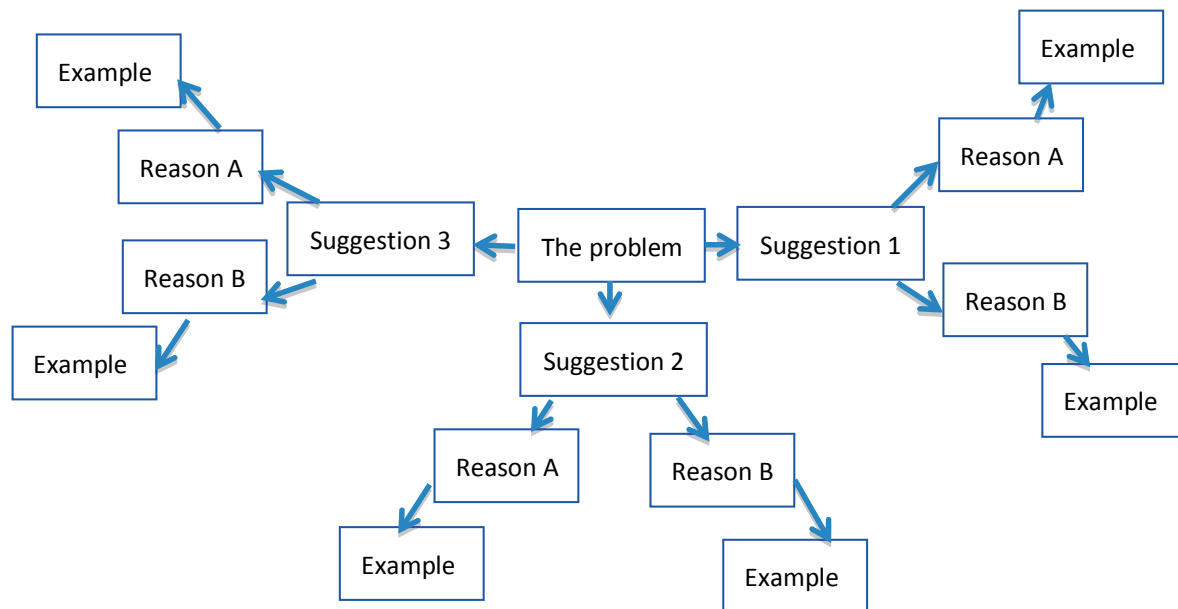 Example
Example
Reason A
Reason A
Suggestion 3
The problem
Suggestion 1
Reason B
Reason B
Example
Suggestion 2
Example
Reason A
Reason B
Example
Example